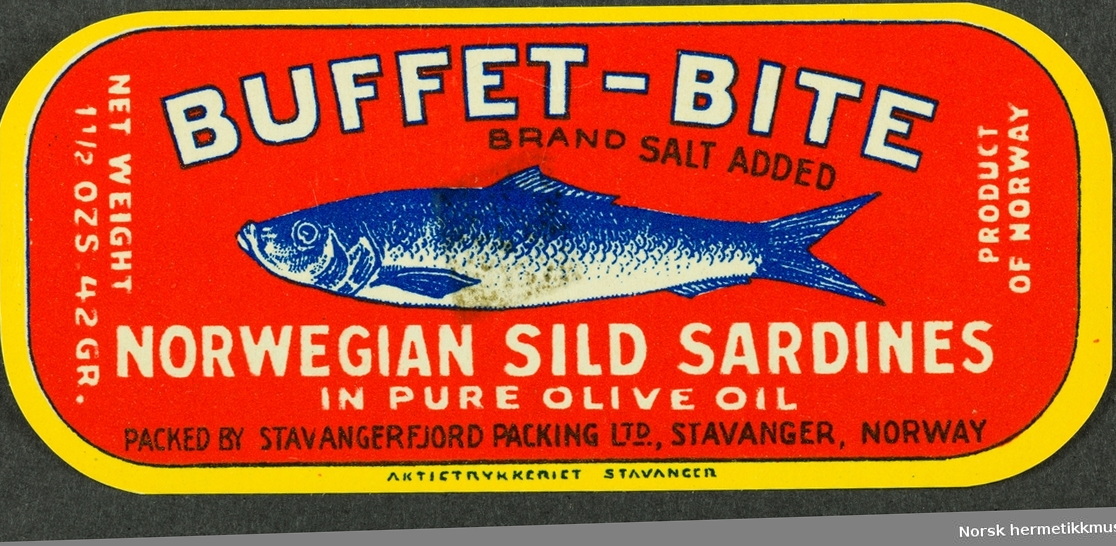 BUFFET-BITE
BRAND SALT ADDED
NET WEIGHT
1 1/2 OZS. 42 GR.
PRODUCT
OF NORWAY
NORWEGIAN SILD SARDINES
IN PURE OLIVE OIL
PACKED BY STAVANGERFJORD PACKING LTD., STAVANGER, NORWAY
AKTIETRYKKERIET STAVANGER
Norsk hermetikkmus